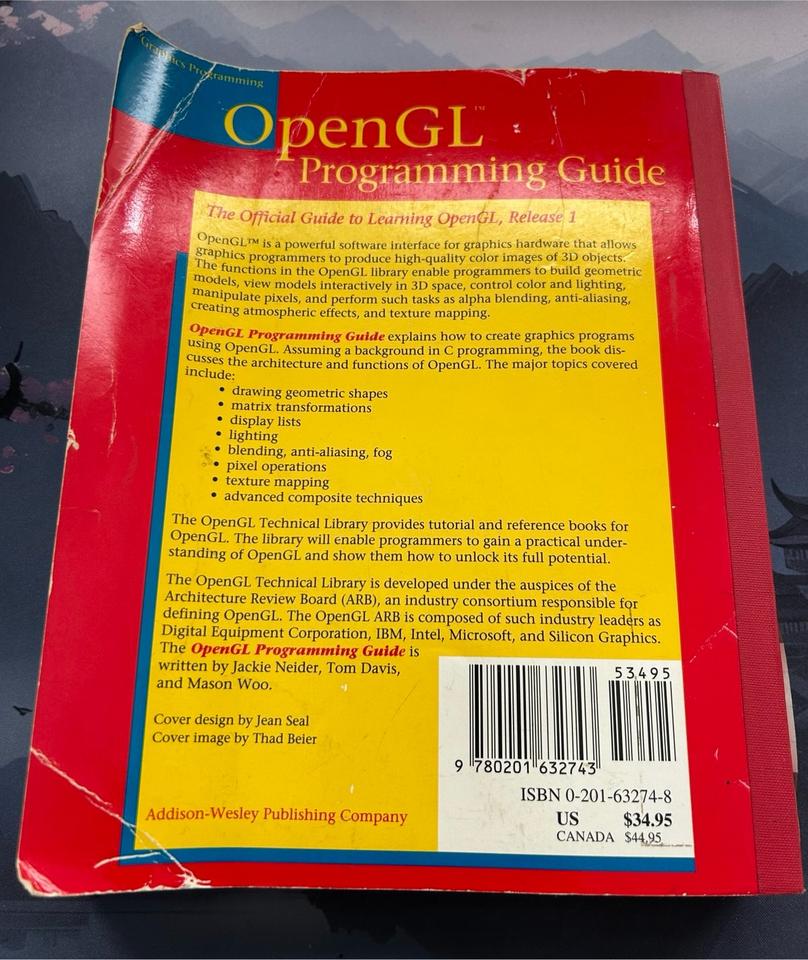 Graphics Programming
OpenGL™
Programming Guide
The Official Guide to Learning OpenGL, Release 1
OpenGL™ is a powerful software interface for graphics hardware that allows
graphics programmers to produce high-quality color images of 3D objects.
The functions in the OpenGL library enable programmers to build geometric
models, view models interactively in 3D space, control color and lighting,
manipulate pixels, and perform such tasks as alpha blending, anti-aliasing,
creating atmospheric effects, and texture mapping.
OpenGL Programming Guide explains how to create graphics programs
using OpenGL. Assuming a background in C programming, the book dis-
cusses the architecture and functions of OpenGL. The major topics covered
include:
• drawing geometric shapes
• matrix transformations
• display lists
• lighting
• blending, anti-aliasing, fog
• pixel operations
• texture mapping
• advanced composite techniques
The OpenGL Technical Library provides tutorial and reference books for
OpenGL. The library will enable programmers to gain a practical under-
standing of OpenGL and show them how to unlock its full potential.
The OpenGL Technical Library is developed under the auspices of the
Architecture Review Board (ARB), an industry consortium responsible for
defining OpenGL. The OpenGL ARB is composed of such industry leaders as
Digital Equipment Corporation, IBM, Intel, Microsoft, and Silicon Graphics.
The OpenGL Programming Guide is
written by Jackie Neider, Tom Davis,
and Mason Woo.
Cover design by Jean Seal
Cover image by Thad Beier
Addison-Wesley Publishing Company
53495
9 780201 632743
ISBN 0-201-63274-8
US $34.95
CANADA $44.95